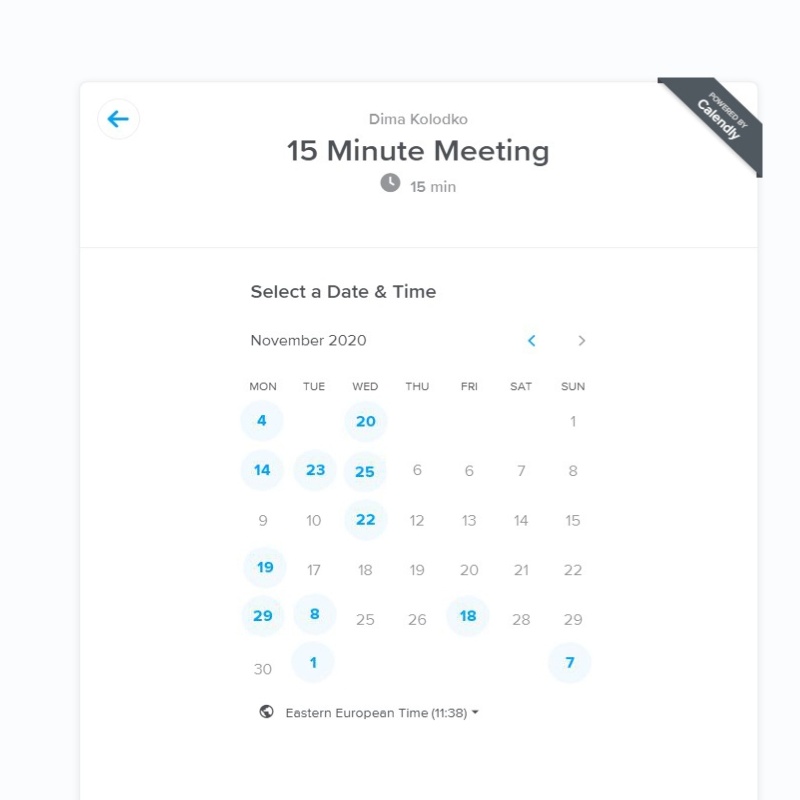 POWERED BY
Calendly
Dima Kolodko
15 Minute Meeting
15 min
Select a Date & Time
November 2020
MON TUE WED THU FRI SAT SUN
4 20 1
14 23 25 6 6 7 8
9 10 22 12 13 14 15
19 17 18 19 20 21 22
29 8 25 26 18 28 29
30 1 7
Eastern European Time (11:38)